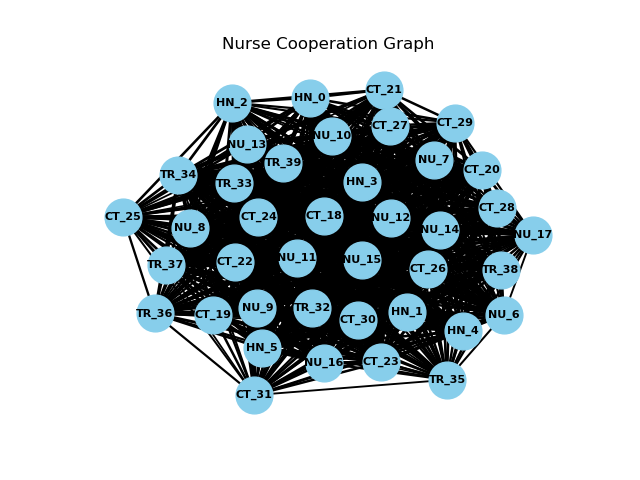 Nurse Cooperation Graph
CT_21
HN_0
HN_2
CT_29
CT_27
NU_10
NU_13
NU_7
TR_39
CT_20
TR_34
HN_3
TR_33
CT_28
CT_25
CT_24
CT_18
NU_12
NU_8
NU_14
NU_17
NU_11
NU_15
CT_22
TR_37
CT_26
TR_38
NU_9
TR_32
HN_1
TR_36
CT_19
NU_6
CT_30
HN_4
HN_5
NU_16
CT_23
TR_35
CT_31